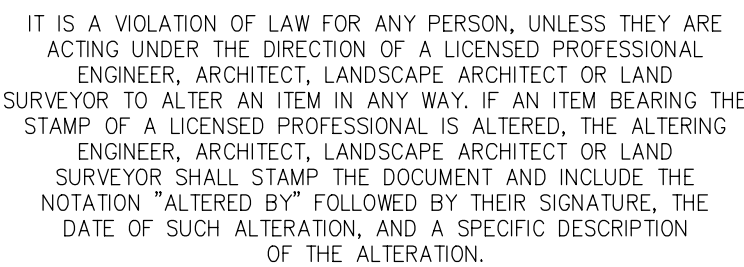 IT IS A VIOLATION OF LAW FOR ANY PERSON, UNLESS THEY ARE
ACTING UNDER THE DIRECTION OF A LICENSED PROFESSIONAL
ENGINEER, ARCHITECT, LANDSCAPE ARCHITECT OR LAND
SURVEYOR TO ALTER AN ITEM IN ANY WAY. IF AN ITEM BEARING THE
STAMP OF A LICENSED PROFESSIONAL IS ALTERED, THE ALTERING
ENGINEER, ARCHITECT, LANDSCAPE ARCHITECT OR LAND
SURVEYOR SHALL STAMP THE DOCUMENT AND INCLUDE THE
NOTATION "ALTERED BY" FOLLOWED BY THEIR SIGNATURE, THE
DATE OF SUCH ALTERATION, AND A SPECIFIC DESCRIPTION
OF THE ALTERATION.